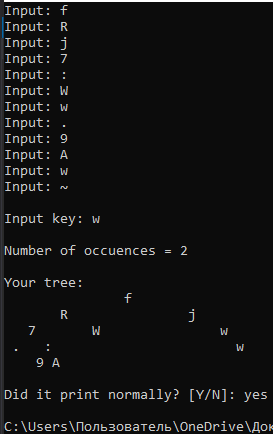 Input: f
Input: R
Input: j
Input: 7
Input: :
Input: W
Input: w
Input: .
Input: 9
Input: A
Input: w
Input: ~
Input key: w
Number of occuences = 2
Your tree:
f
R j
7 W w
. : w
9 A
Did it print normally? [Y/N]: yes
C:\Users\Пользователь\OneDrive\Док